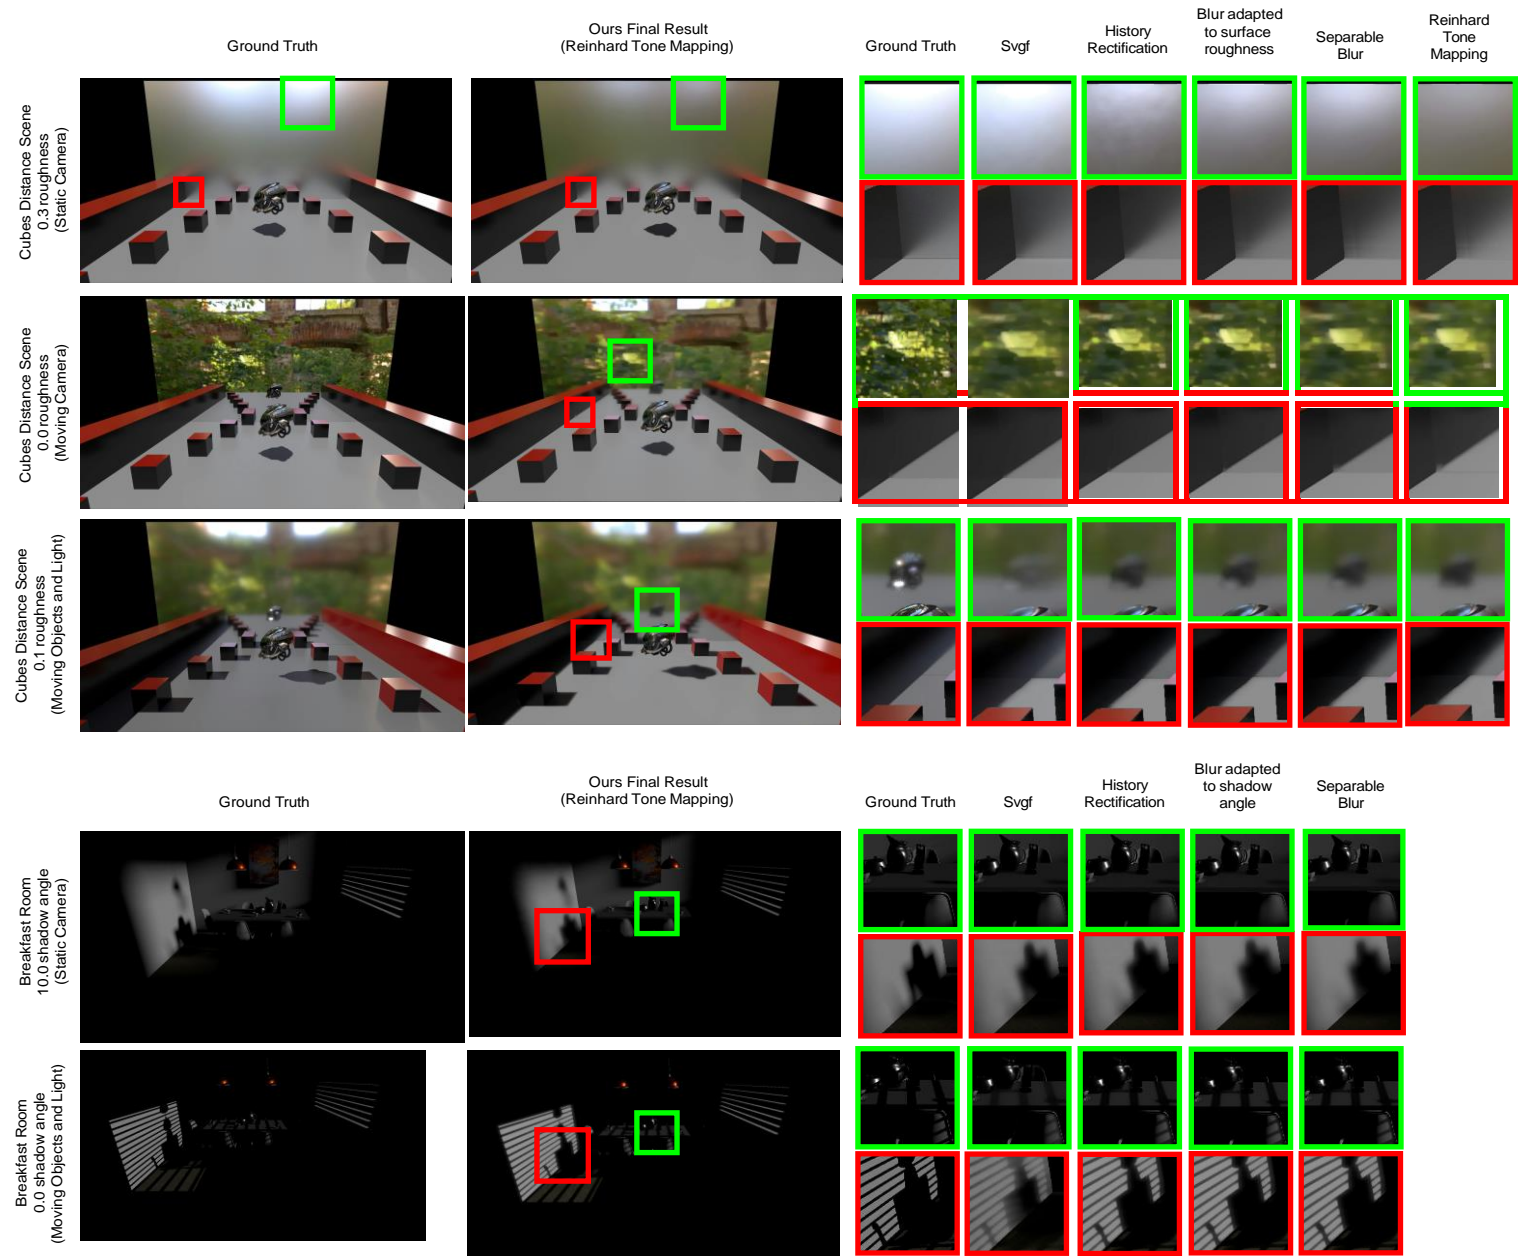 Ground Truth
Ours Final Result
(Reinhard Tone Mapping)
Ground Truth
Svgf
History
Rectification
Blur adapted
to surface
roughness
Separable
Blur
Reinhard
Tone
Mapping
Cubes Distance Scene
0.3 roughness
(Static Camera)
Cubes Distance Scene
0.0 roughness
(Moving Camera)
Cubes Distance Scene
0.1 roughness
(Moving Objects and Light)
Ground Truth
Ours Final Result
(Reinhard Tone Mapping)
Ground Truth
Svgf
History
Rectification
Blur adapted
to shadow
angle
Separable
Blur
Breakfast Room
10.0 shadow angle
(Static Camera)
Breakfast Room
0.0 shadow angle
(Moving Objects and Light)